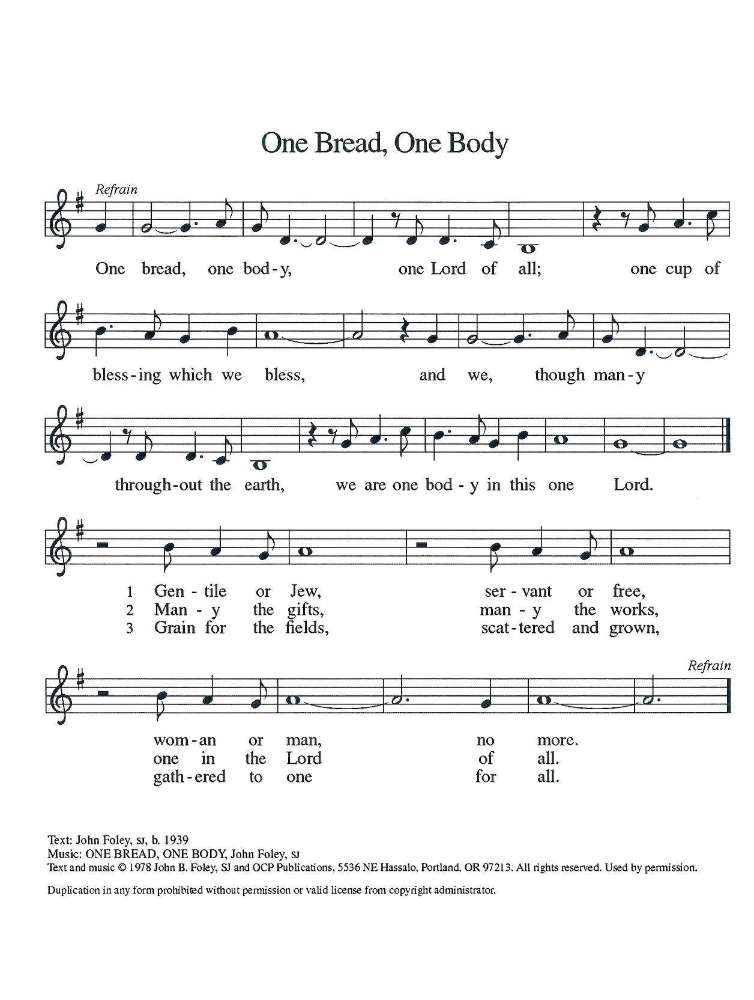 One Bread, One Body
Refrain
One bread, one bod-y, one Lord of all; one cup of
bless-ing which we bless, and we, though man-y
through-out the earth, we are one bod-y in this one Lord.
1 Gen-tile or Jew, ser-vant or free,
2 Man-y the gifts, man-y the works,
3 Grain for the fields, scat-tered and grown,
Refrain
wom-an or man, no more.
one in the Lord of all.
gath-ered to one for all.
Text: John Foley, SJ, b. 1939
Music: ONE BREAD, ONE BODY, John Foley, SJ
Text and music © 1978 John B. Foley, SJ and OCP Publications, 5536 NE Hassalo, Portland, OR 97213. All rights reserved. Used by permission.
Duplication in any form prohibited without permission or valid license from copyright administrator.